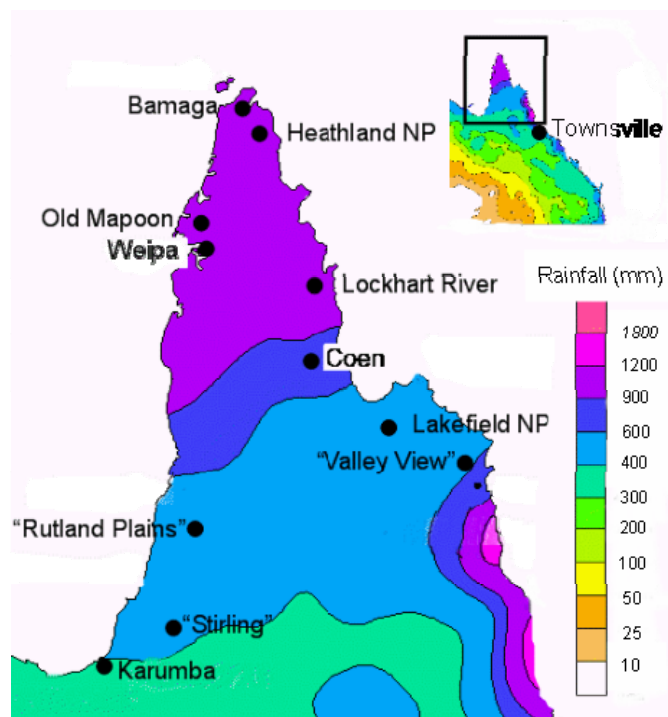 Bamaga
Heathland NP
Townsville
Old Mapoon
Weipa
Lockhart River
Rainfall (mm)
1800
1200
900
600
400
300
200
100
50
25
10
Coen
Lakefield NP
“Valley View”
“Rutland Plains”
“Stirling”
Karumba